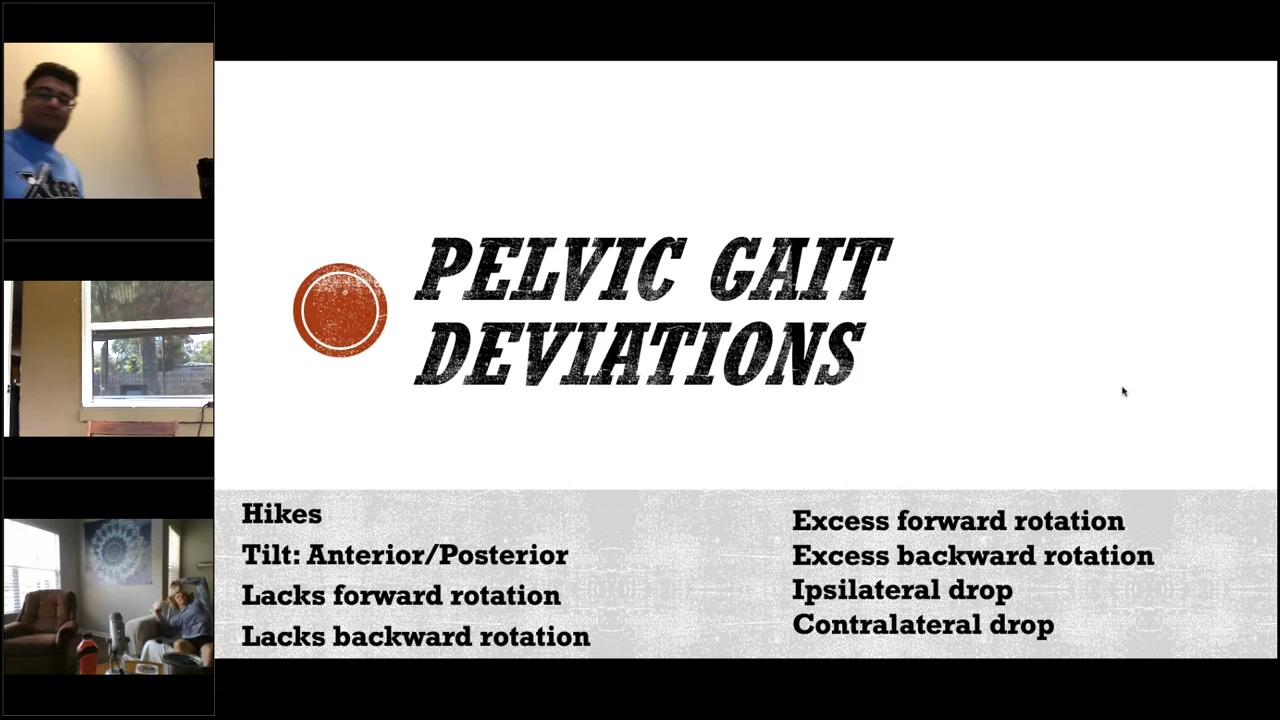 PELVIC GAIT
DEVIATIONS
Hikes
Tilt: Anterior/Posterior
Lacks forward rotation
Lacks backward rotation
Excess forward rotation
Excess backward rotation
Ipsilateral drop
Contralateral drop